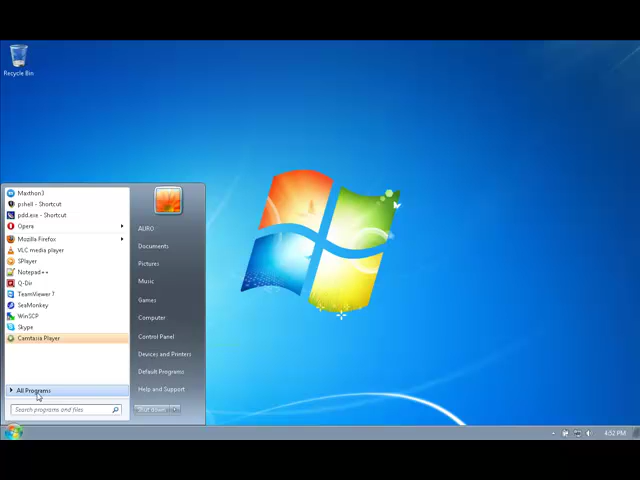 Recycle Bin
Maxthon3
pshell - Shortcut
pdd.exe - Shortcut
Opera
Mozilla Firefox
VLC media player
SPlayer
Notepad++
Q-Dir
TeamViewer 7
SeaMonkey
WinSCP
Skype
Camtasia Player
All Programs
Search programs and files
AURO
Documents
Pictures
Music
Games
Computer
Control Panel
Devices and Printers
Default Programs
Help and Support
Shut down
4:52 PM